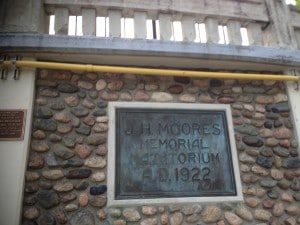 J.H. MOORES
MEMORIAL
NATATORIUM
A.D. 1922